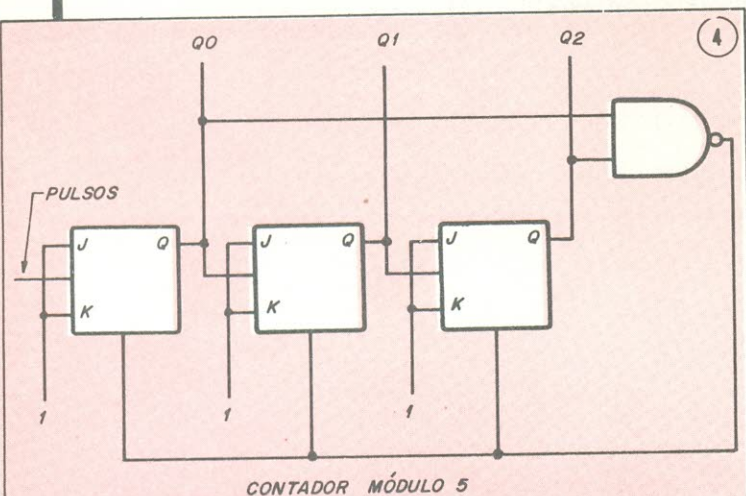 Q0 Q1 Q2 4
PULSOS
J Q J Q J Q
K K K
1 1 1
CONTADOR MÓDULO 5